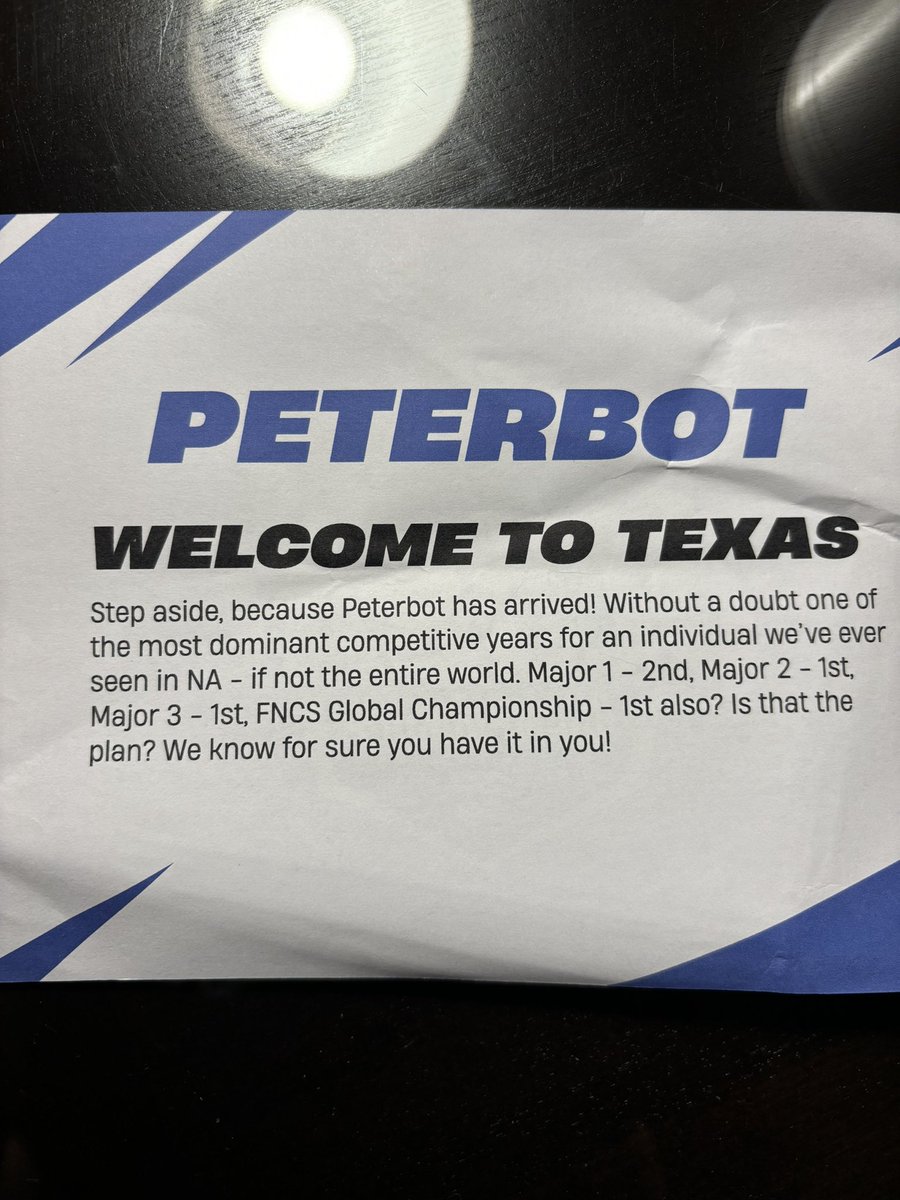 PETERBOT
WELCOME TO TEXAS
Step aside, because Peterbot has arrived! Without a doubt one of
the most dominant competitive years for an individual we've ever
seen in NA - if not the entire world. Major 1 - 2nd, Major 2 - 1st,
Major 3 - 1st, FNCS Global Championship - 1st also? Is that the
plan? We know for sure you have it in you!